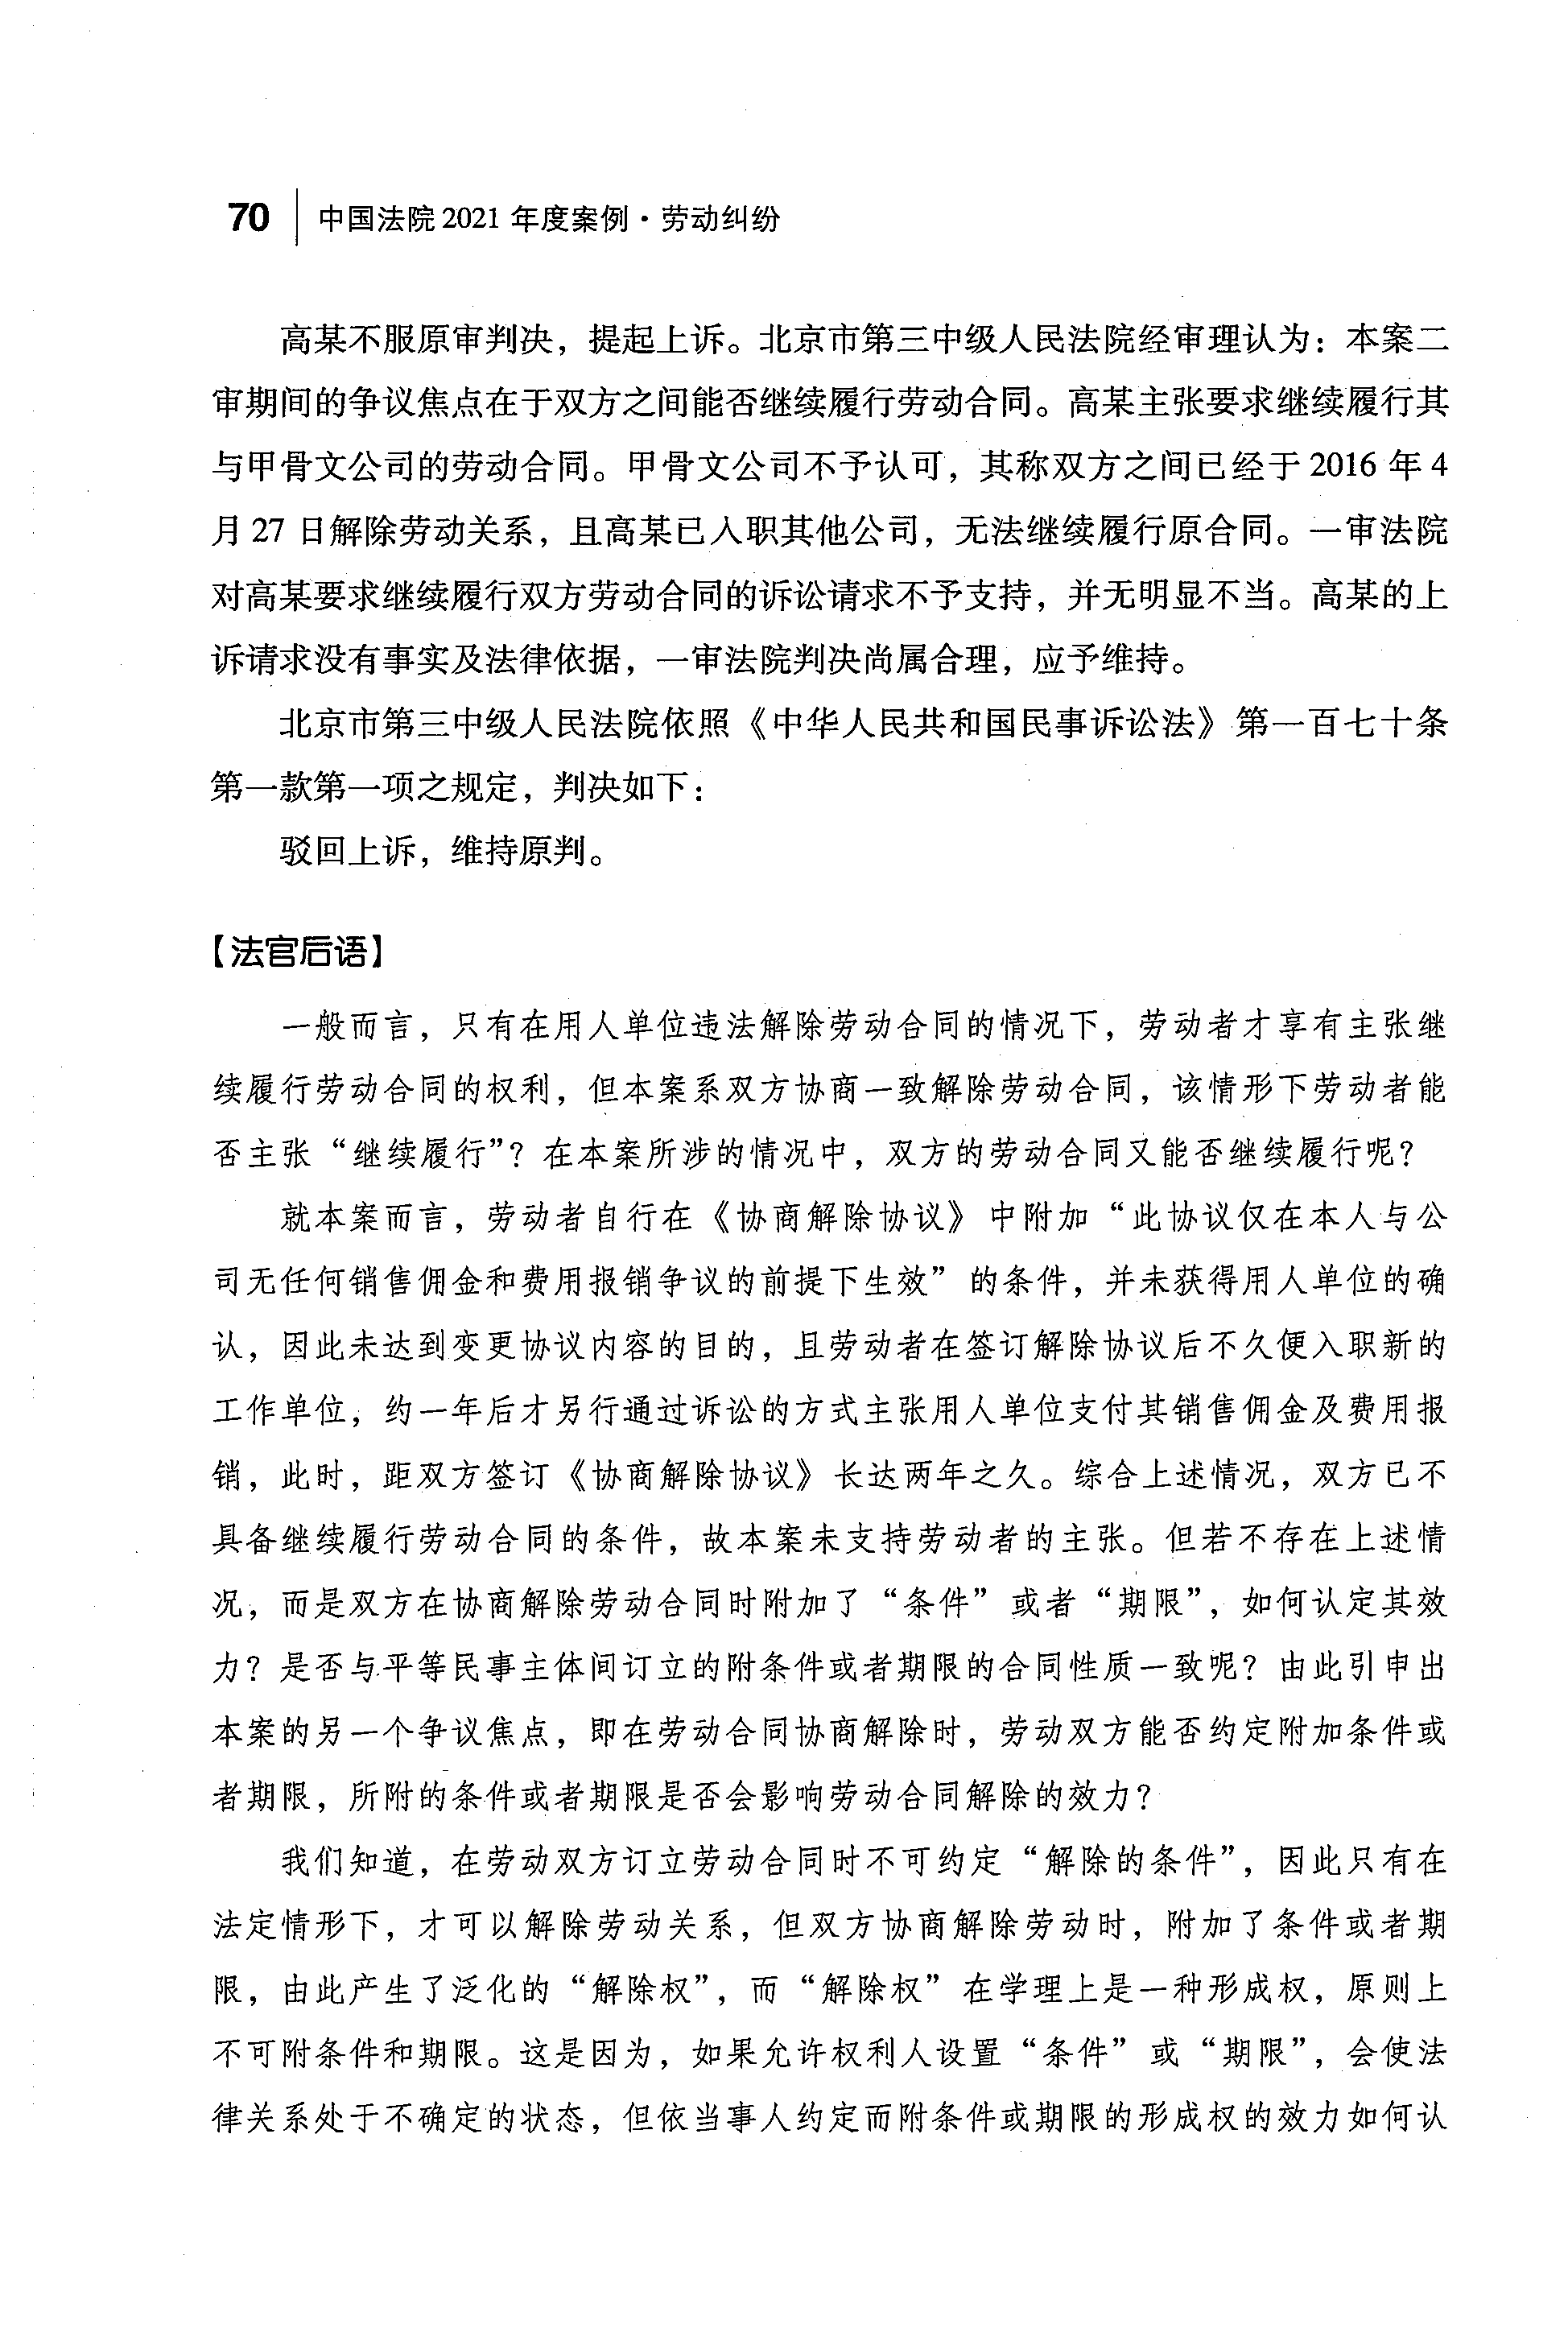 70 中国法院 2021 年度案例·劳动纠纷
高某不服原审判决，提起上诉。北京市第三中级人民法院经审理认为：本案二
审期间的争议焦点在于双方之间能否继续履行劳动合同。高某主张要求继续履行其
与甲骨文公司的劳动合同。甲骨文公司不予认可，其称双方之间已经于 2016 年 4
月 27 日解除劳动关系，且高某已入职其他公司，无法继续履行原合同。一审法院
对高某要求继续履行双方劳动合同的诉讼请求不予支持，并无明显不当。高某的上
诉请求没有事实及法律依据，一审法院判决尚属合理，应予维持。
北京市第三中级人民法院依照《中华人民共和国民事诉讼法》第一百七十条
第一款第一项之规定，判决如下：
驳回上诉，维持原判。
【法官后语】
一般而言，只有在用人单位违法解除劳动合同的情况下，劳动者才享有主张继
续履行劳动合同的权利，但本案系双方协商一致解除劳动合同，该情形下劳动者能
否主张“继续履行”？在本案所涉的情况中，双方的劳动合同又能否继续履行呢？
就本案而言，劳动者自行在《协商解除协议》中附加“此协议仅在本人与公
司无任何销售佣金和费用报销争议的前提下生效”的条件，并未获得用人单位的确
认，因此未达到变更协议内容的目的，且劳动者在签订解除协议后不久便入职新的
工作单位，约一年后才另行通过诉讼的方式主张用人单位支付其销售佣金及费用报
销，此时，距双方签订《协商解除协议》长达两年之久。综合上述情况，双方已不
具备继续履行劳动合同的条件，故本案未支持劳动者的主张。但若不存在上述情
况，而是双方在协商解除劳动合同时附加了“条件”或者“期限”，如何认定其效
力？是否与平等民事主体间订立的附条件或者期限的合同性质一致呢？由此引申出
本案的另一个争议焦点，即在劳动合同协商解除时，劳动双方能否约定附加条件或
者期限，所附的条件或者期限是否会影响劳动合同解除的效力？
我们知道，在劳动双方订立劳动合同时不可约定“解除的条件”，因此只有在
法定情形下，才可以解除劳动关系，但双方协商解除劳动时，附加了条件或者期
限，由此产生了泛化的“解除权”，而“解除权”在学理上是一种形成权，原则上
不可附条件和期限。这是因为，如果允许权利人设置“条件”或“期限”，会使法
律关系处于不确定的状态，但依当事人约定而附条件或期限的形成权的效力如何认